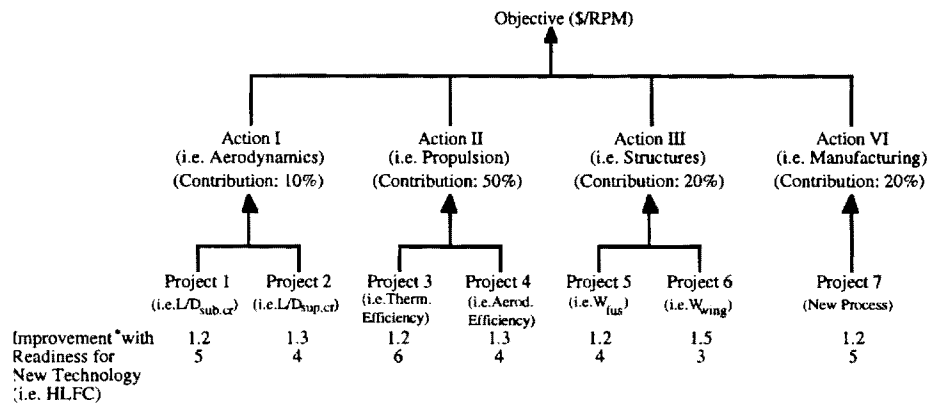 Objective ($/RPM)
Action I
(i.e. Aerodynamics)
(Contribution: 10%)
Action II
(i.e. Propulsion)
(Contribution: 50%)
Action III
(i.e. Structures)
(Contribution: 20%)
Action VI
(i.e. Manufacturing)
(Contribution: 20%)
Project 1
(i.e.L/Dsub.cr)
Project 2
(i.e.L/Dsup.cr)
Project 3
(i.e.Therm.
Efficiency)
Project 4
(i.e.Aerod.
Efficiency)
Project 5
(i.e.Wfus)
Project 6
(i.e.Wwing)
Project 7
(New Process)
Improvement*with 1.2 1.3 1.2 1.3 1.2 1.5 1.2
Readiness for 5 4 6 4 4 3 5
New Technology
(i.e. HLFC)